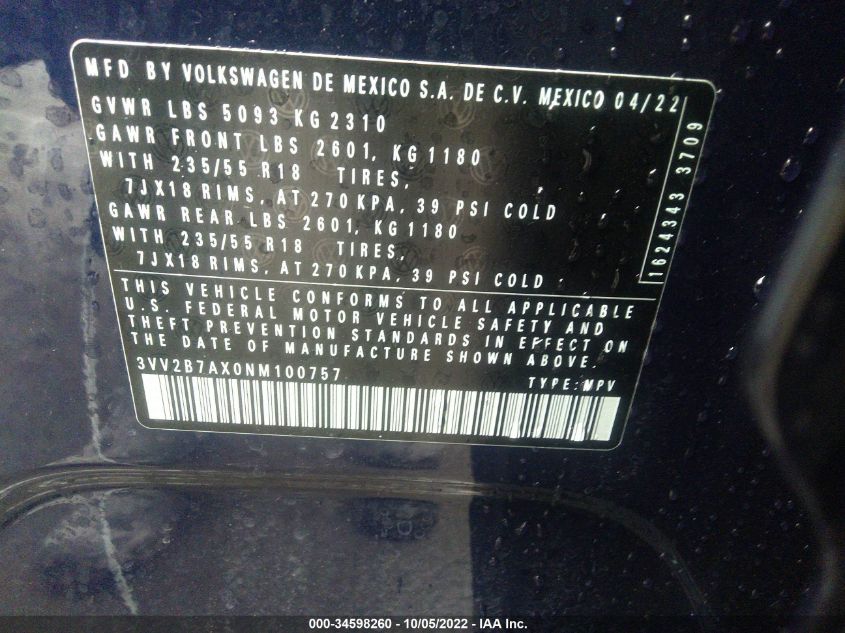 MFD BY VOLKSWAGEN DE MEXICO S.A. DE C.V. MEXICO 04/22
GVWR LBS 5093 KG 2310
GAWR FRONT LBS 2601, KG 1180
WITH 235/55 R18 TIRES,
7JX18 RIMS, AT 270 KPA, 39 PSI COLD
GAWR REAR LBS 2601, KG 1180
WITH 235/55 R18 TIRES,
7JX18 RIMS, AT 270 KPA, 39 PSI COLD
THIS VEHICLE CONFORMS TO ALL APPLICABLE
U.S. FEDERAL MOTOR VEHICLE SAFETY AND
THEFT PREVENTION STANDARDS IN EFFECT ON
THE DATE OF MANUFACTURE SHOWN ABOVE.
3VV2B7AX0NM100757
TYPE: MPV
1624343 3709
000-34598260 - 10/05/2022 - IAA Inc.